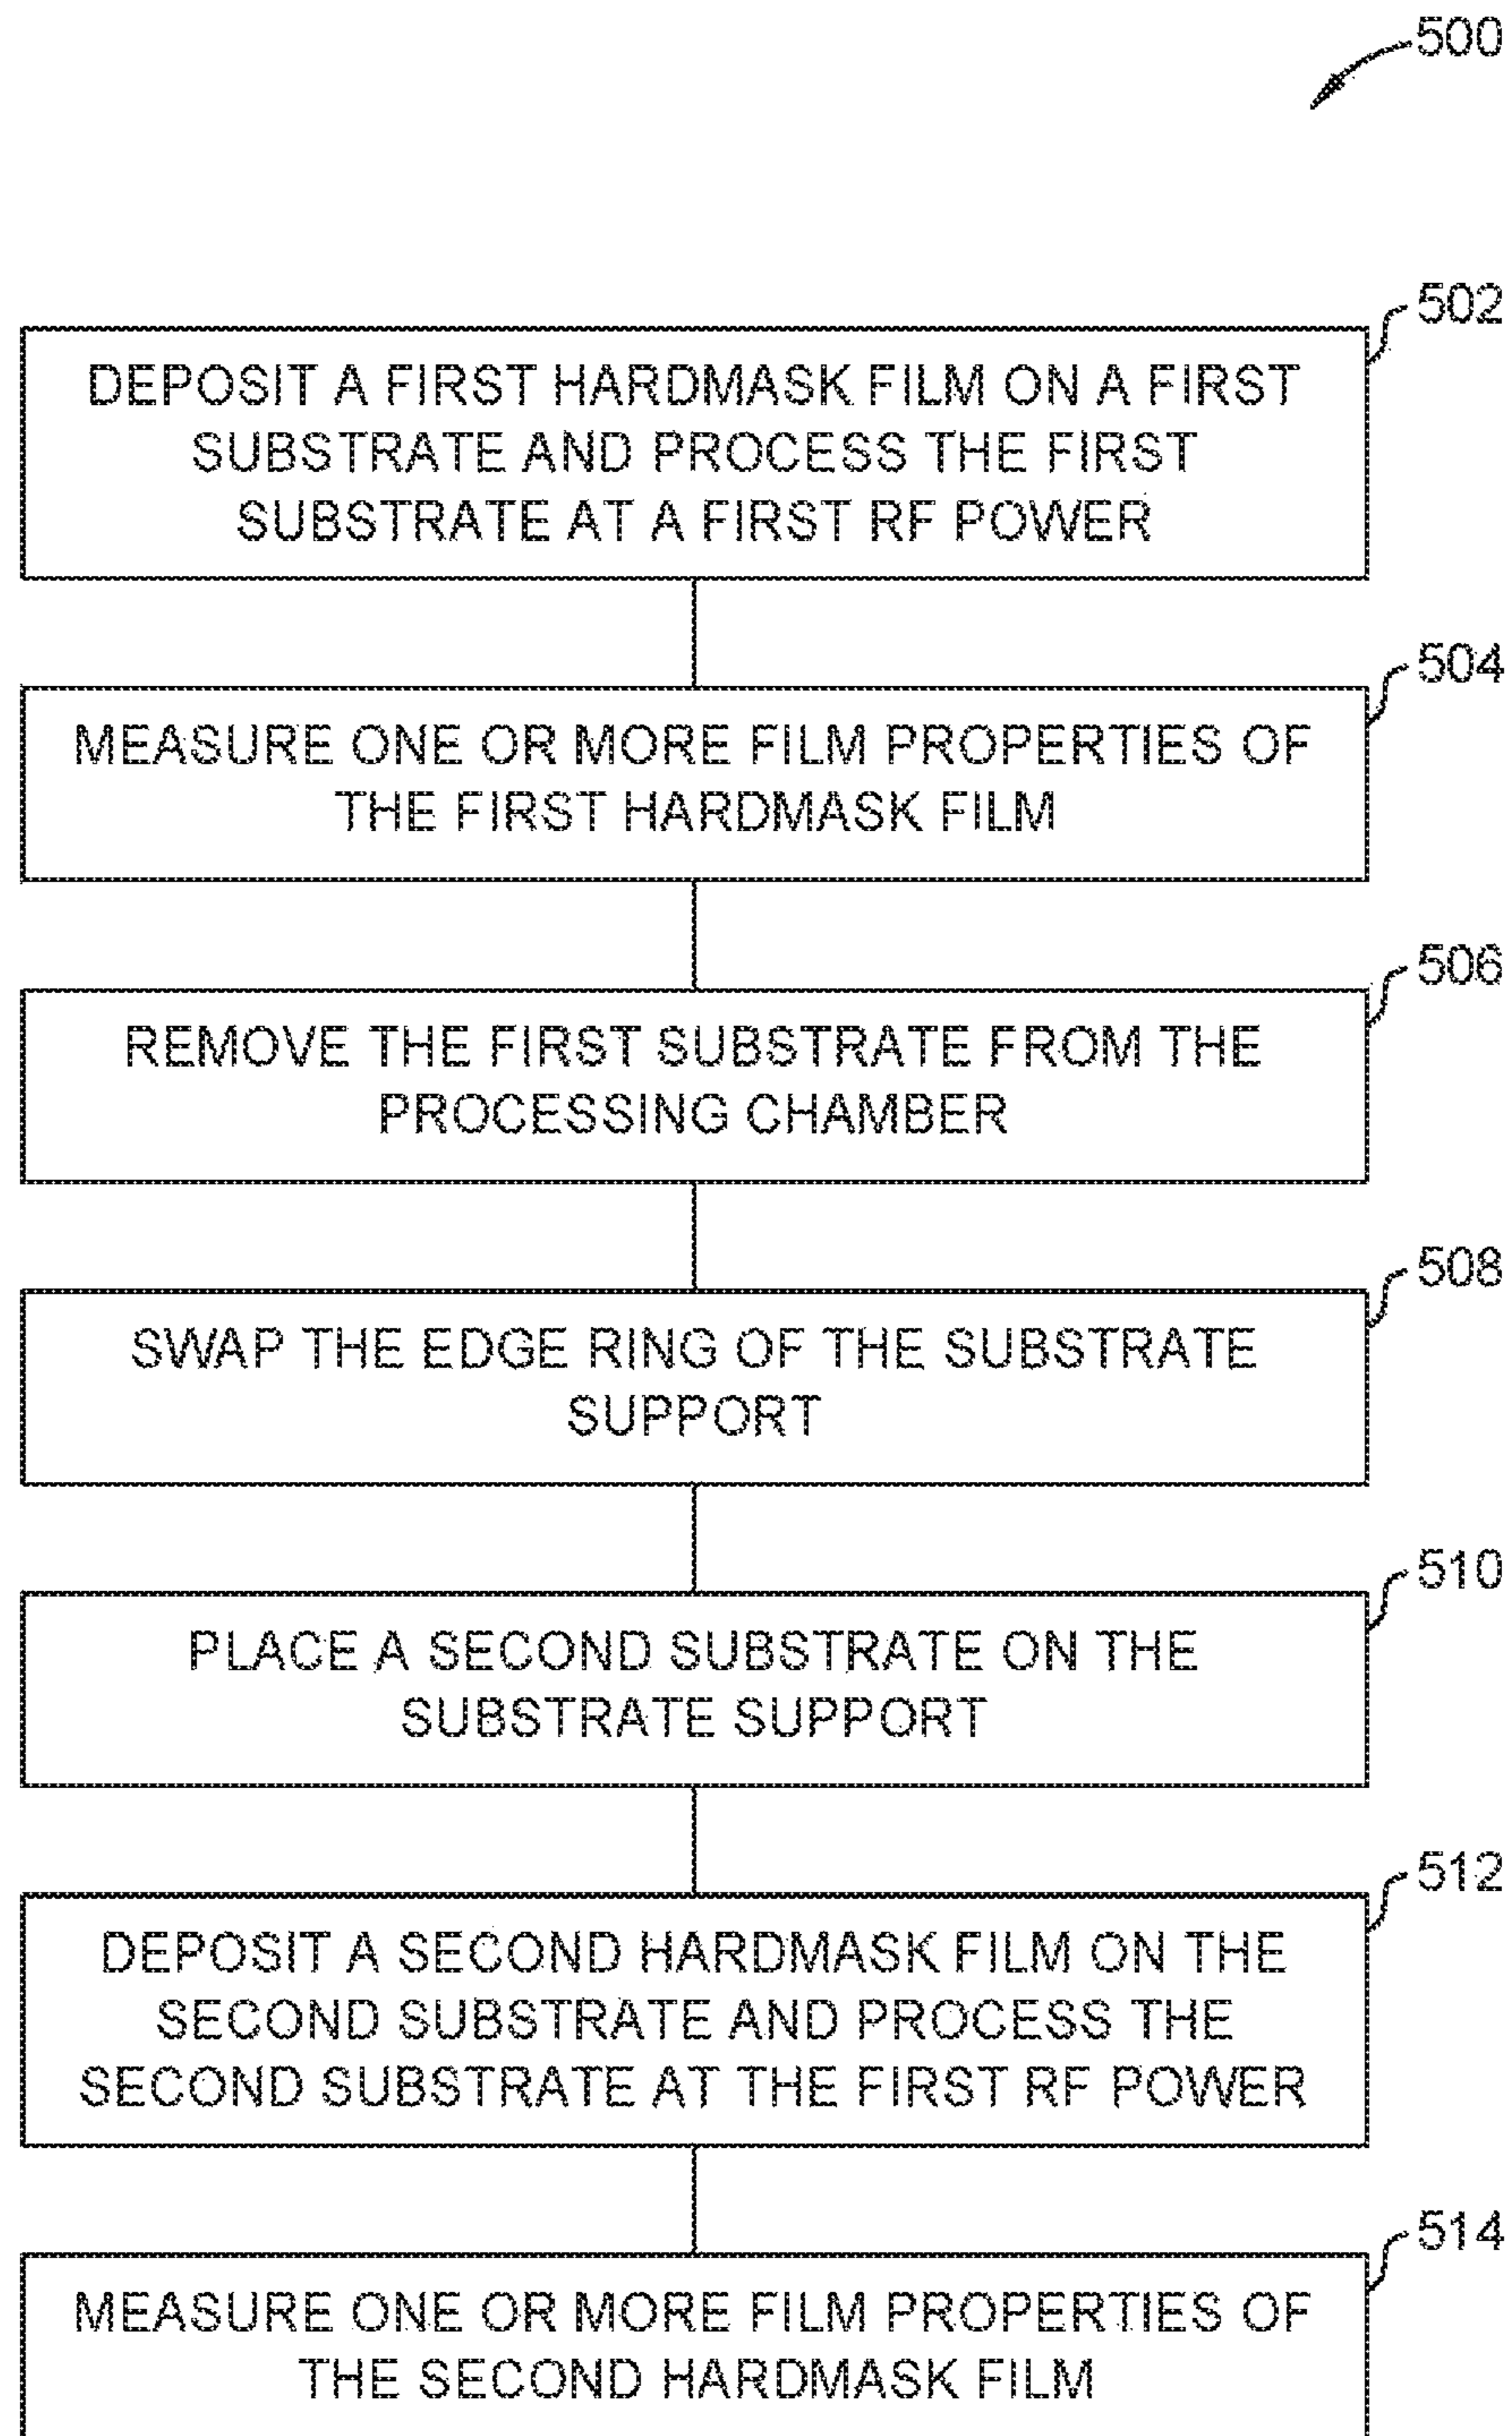 500
502
DEPOSIT A FIRST HARDMASK FILM ON A FIRST
SUBSTRATE AND PROCESS THE FIRST
SUBSTRATE AT A FIRST RF POWER
504
MEASURE ONE OR MORE FILM PROPERTIES OF
THE FIRST HARDMASK FILM
506
REMOVE THE FIRST SUBSTRATE FROM THE
PROCESSING CHAMBER
508
SWAP THE EDGE RING OF THE SUBSTRATE
SUPPORT
510
PLACE A SECOND SUBSTRATE ON THE
SUBSTRATE SUPPORT
512
DEPOSIT A SECOND HARDMASK FILM ON THE
SECOND SUBSTRATE AND PROCESS THE
SECOND SUBSTRATE AT THE FIRST RF POWER
514
MEASURE ONE OR MORE FILM PROPERTIES OF
THE SECOND HARDMASK FILM